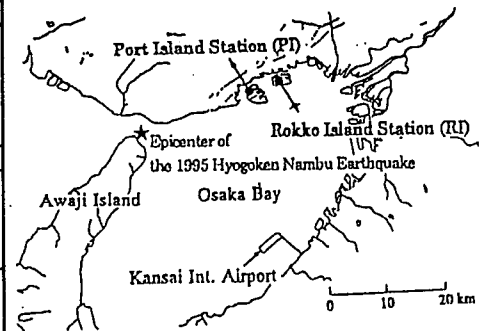 Port Island Station (PI)
Rokko Island Station (RI)
Epicenter of
the 1995 Hyogoken Nambu Earthquake
Awaji Island
Osaka Bay
Kansai Int. Airport
0 10 20 km